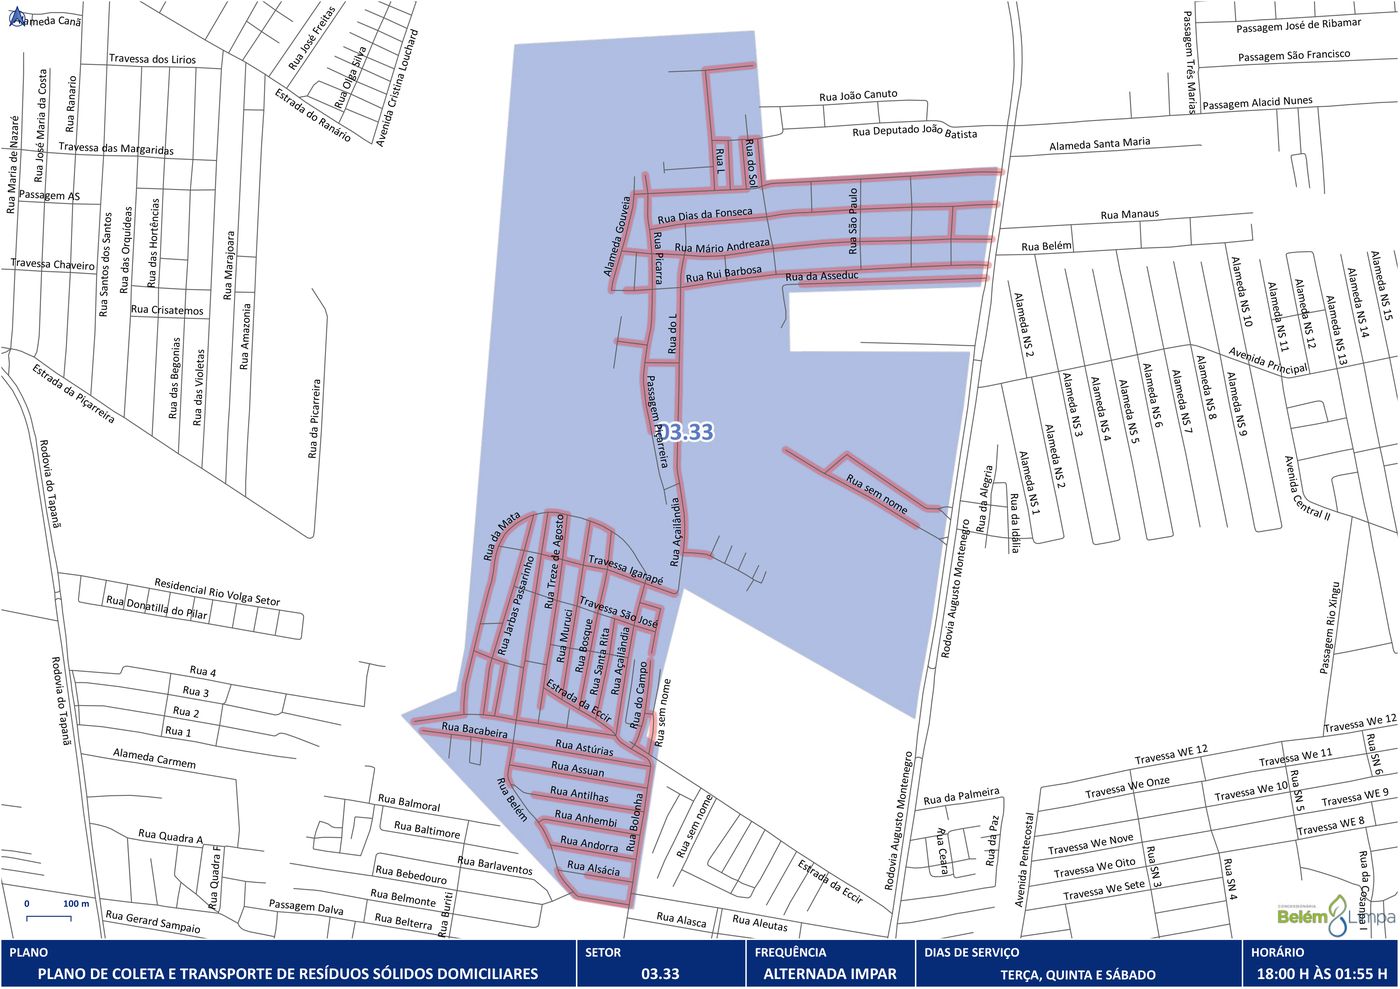 Alameda Canã
Travessa dos Lirios
Rua José Maria da Costa
Rua Ranario
Rua Maria de Nazaré
Travessa das Margaridas
Passagem AS
Travessa Chaveiro
Rua Santos dos Santos
Rua das Orquídeas
Rua das Hortências
Rua Crisatemos
Rua Marajoara
Rua Amazonia
Rua das Begonias
Rua das Violetas
Estrada da Piçarreira
Rua da Picarreira
Rua José Freitas
Rua Olga Silva
Estrada do Ranário
Avenida Cristina Louchard
Rua João Canuto
Rua Deputado João Batista
Passagem Três Marias
Passagem José de Ribamar
Passagem São Francisco
Passagem Alacid Nunes
Alameda Santa Maria
Rua Manaus
Rua Belém
Rua L
Rua do Sol
Rua Dias da Fonseca
Rua São Paulo
Alameda Gouveia
Rua Picarra
Rua Mário Andreaza
Rua Rui Barbosa
Rua da Asseduc
Rua do L
Passagem Piçarreira
03.33
Rua sem nome
Rua Açailândia
Rua da Mata
Travessa Igarapé
Rua Treze de Agosto
Rua Jarbas Passarinho
Travessa São José
Rua Muruci
Rua Bosque
Rua Santa Rita
Rua Açailândia
Rua do Campo
Estrada da Eccir
Rua sem nome
Rua Bacabeira
Rua Astúrias
Rua Assuan
Rua Antilhas
Rua Anhembi
Rua Andorra
Rua Alsácia
Rua Belém
Rua Bolonha
Rodovia do Tapanã
Rodovia do Tapanã
Residencial Rio Volga Setor
Rua Donatilla do Pilar
Rua 4
Rua 3
Rua 2
Rua 1
Alameda Carmem
Rua Quadra A
Rua Quadra F
Rua Gerard Sampaio
Rua Balmoral
Rua Baltimore
Rua Barlaventos
Rua Bebedouro
Rua Belmonte
Rua Belterra
Rua Buriti
Passagem Dalva
Rua Alasca
Rua Aleutas
Rua sem nome
Estrada da Eccir
Rodovia Augusto Montenegro
Rodovia Augusto Montenegro
Rua da Alegria
Rua da Idália
Alameda NS 1
Alameda NS 2
Alameda NS 2
Alameda NS 3
Alameda NS 4
Alameda NS 5
Alameda NS 6
Alameda NS 7
Alameda NS 8
Alameda NS 9
Alameda NS 10
Alameda NS 11
Alameda NS 12
Alameda NS 13
Alameda NS 14
Alameda NS 15
Avenida Principal
Avenida Central II
Passagem Rio Xingu
Rua da Palmeira
Rua Ceara
Rua da Paz
Avenida Pentecostal
Travessa WE 12
Travessa We 12
Travessa We Onze
Travessa We 11
Travessa We 10
Travessa WE 9
Travessa WE 8
Travessa We Nove
Travessa We Oito
Travessa We Sete
Rua SN 3
Rua SN 4
Rua SN 5
Rua SN 6
0 100 m
CONCESSIONÁRIA
Belém Limpa
PLANO
PLANO DE COLETA E TRANSPORTE DE RESÍDUOS SÓLIDOS DOMICILIARES
SETOR
03.33
FREQUÊNCIA
ALTERNADA IMPAR
DIAS DE SERVIÇO
TERÇA, QUINTA E SÁBADO
HORÁRIO
18:00 H ÀS 01:55 H